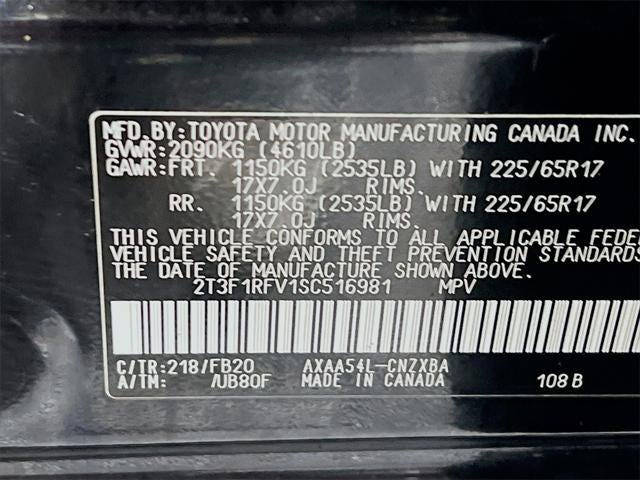 MFD.BY:TOYOTA MOTOR MANUFACTURING CANADA INC.
GVWR:2090KG (4610LB)
GAWR:FRT. 1150KG (2535LB) WITH 225/65R17
17X7.0J RIMS.
RR. 1150KG (2535LB) WITH 225/65R17
17X7.0J RIMS.
THIS VEHICLE CONFORMS TO ALL APPLICABLE FEDE
VEHICLE SAFETY AND THEFT PREVENTION STANDARDS
THE DATE OF MANUFACTURE SHOWN ABOVE.
2T3F1RFV1SC516981 MPV
C/TR:218/FB20 AXAA54L-CNZXBA
A/TM: /UB80F MADE IN CANADA 108 B